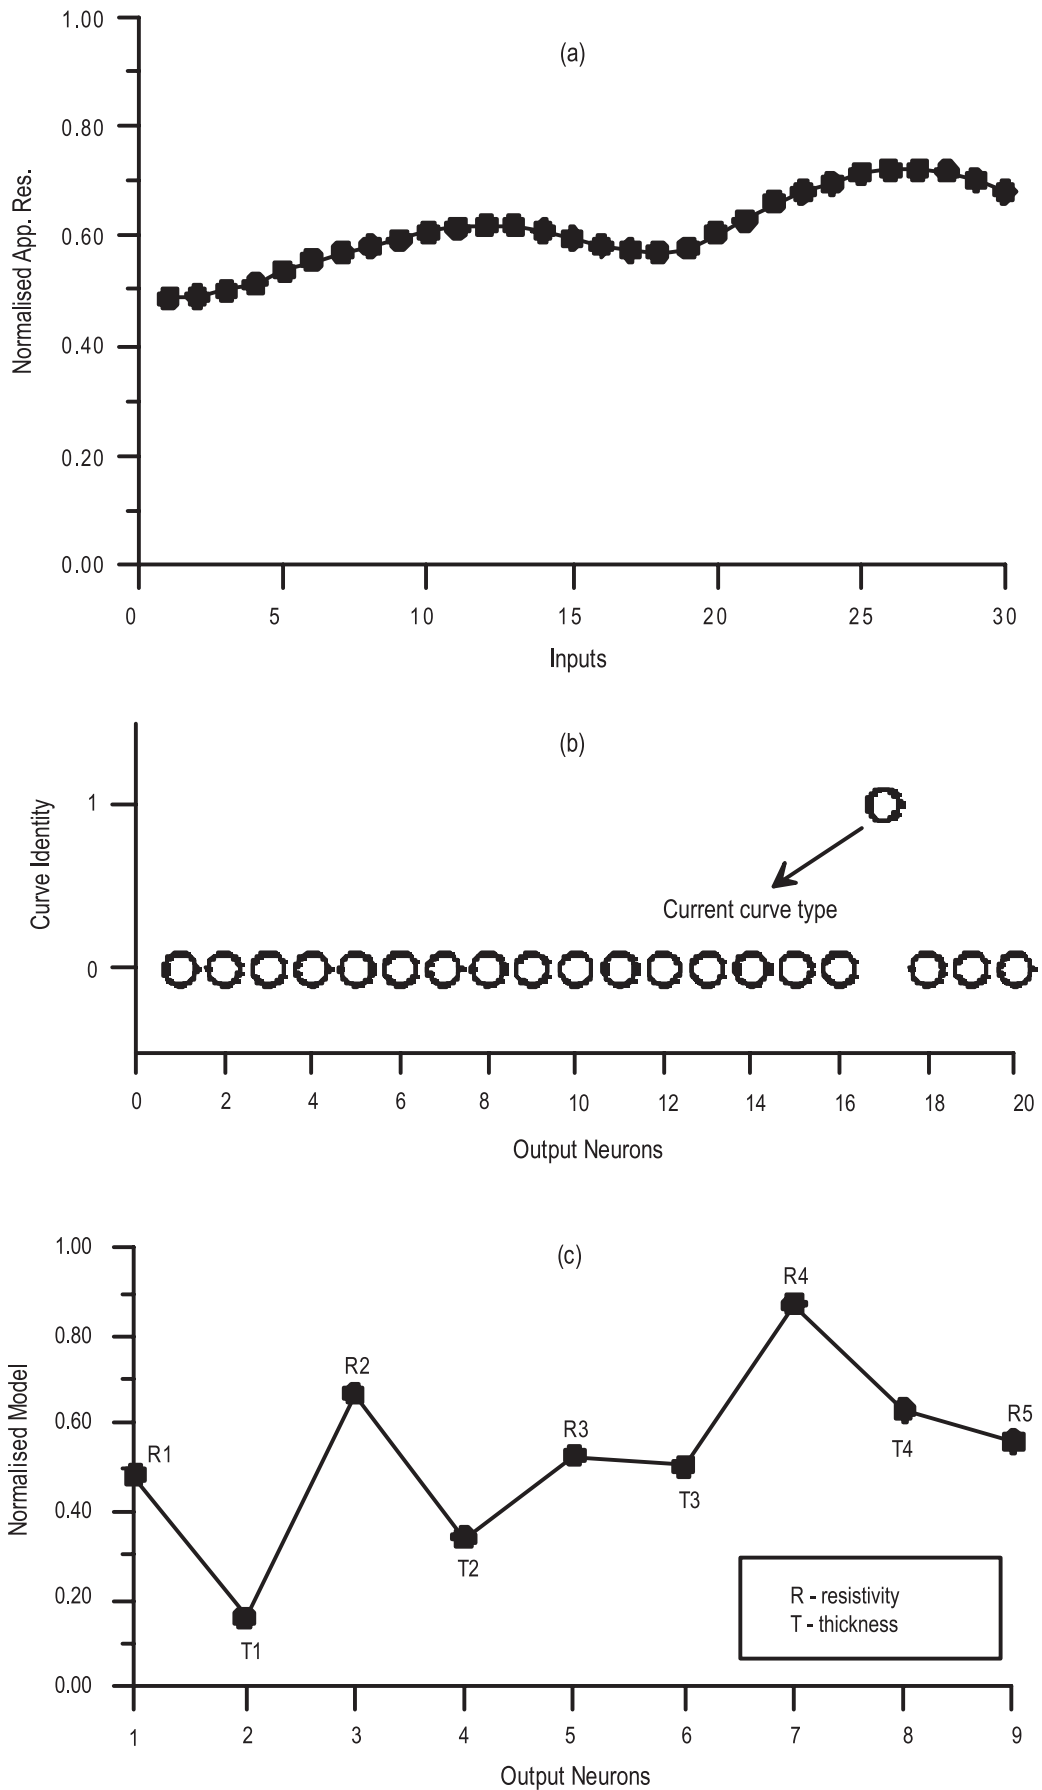 (a)
Normalised App. Res.
1.00
0.80
0.60
0.40
0.20
0.00
0 5 10 15 20 25 30
Inputs
(b)
Curve Identity
1
0
Current curve type
0 2 4 6 8 10 12 14 16 18 20
Output Neurons
(c)
Normalised Model
1.00
0.80
0.60
0.40
0.20
0.00
R1
T1
R2
T2
R3
T3
R4
T4
R5
R - resistivity
T - thickness
1 2 3 4 5 6 7 8 9
Output Neurons